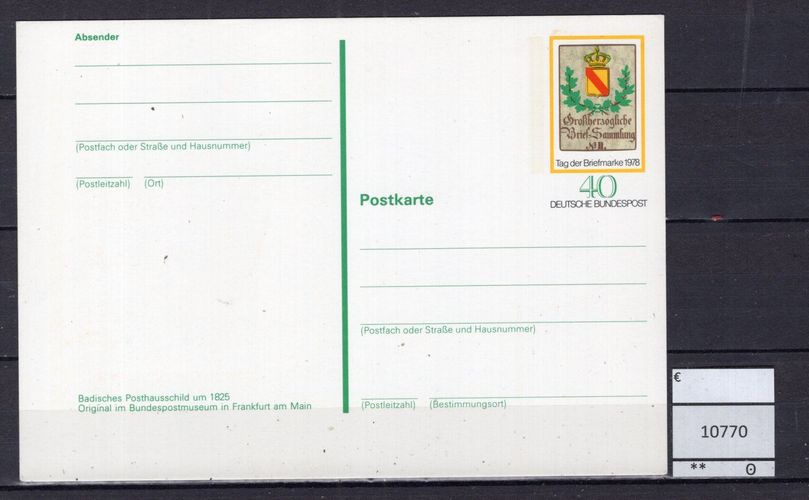 Absender
(Postfach oder Straße und Hausnummer)
(Postleitzahl) (Ort)
Badisches Posthausschild um 1825
Original im Bundespostmuseum in Frankfurt am Main
Großherzogliche
Brief-Sammlung
No II.
Tag der Briefmarke 1978
40
DEUTSCHE BUNDESPOST
Postkarte
(Postfach oder Straße und Hausnummer)
(Postleitzahl) (Bestimmungsort)
€
10770
** ʘ